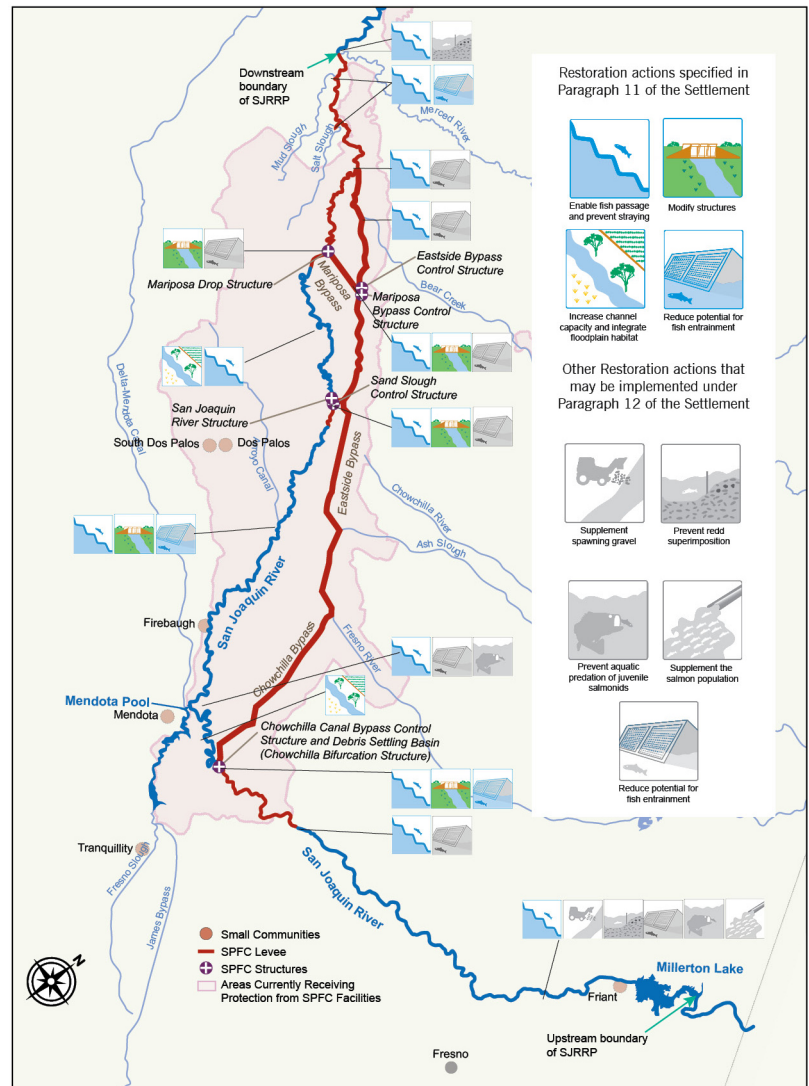 Downstream
boundary
of SJRRP
Mud Slough
Salt Slough
Merced River
Mariposa Drop Structure
Mariposa
Bypass
Eastside Bypass
Control Structure
Bear Creek
Mariposa
Bypass Control
Structure
Sand Slough
Control Structure
San Joaquin
River Structure
Delta-Mendota Canal
South Dos Palos
Dos Palos
Arroyo Canal
Eastside Bypass
Chowchilla River
Ash Slough
San Joaquin River
Firebaugh
Fresno River
Chowchilla Bypass
Mendota Pool
Mendota
Chowchilla Canal Bypass Control
Structure and Debris Settling Basin
(Chowchilla Bifurcation Structure)
Tranquillity
Fresno Slough
James Bypass
San Joaquin River
Millerton Lake
Friant
Upstream boundary
of SJRRP
Fresno
N
Small Communities
SPFC Levee
SPFC Structures
Areas Currently Receiving
Protection from SPFC Facilities
Restoration actions specified in
Paragraph 11 of the Settlement
Enable fish passage
and prevent straying
Modify structures
Increase channel
capacity and integrate
floodplain habitat
Reduce potential for
fish entrainment
Other Restoration actions that
may be implemented under
Paragraph 12 of the Settlement
Supplement
spawning gravel
Prevent redd
superimposition
Prevent aquatic
predation of juvenile
salmonids
Supplement the
salmon population
Reduce potential for
fish entrainment